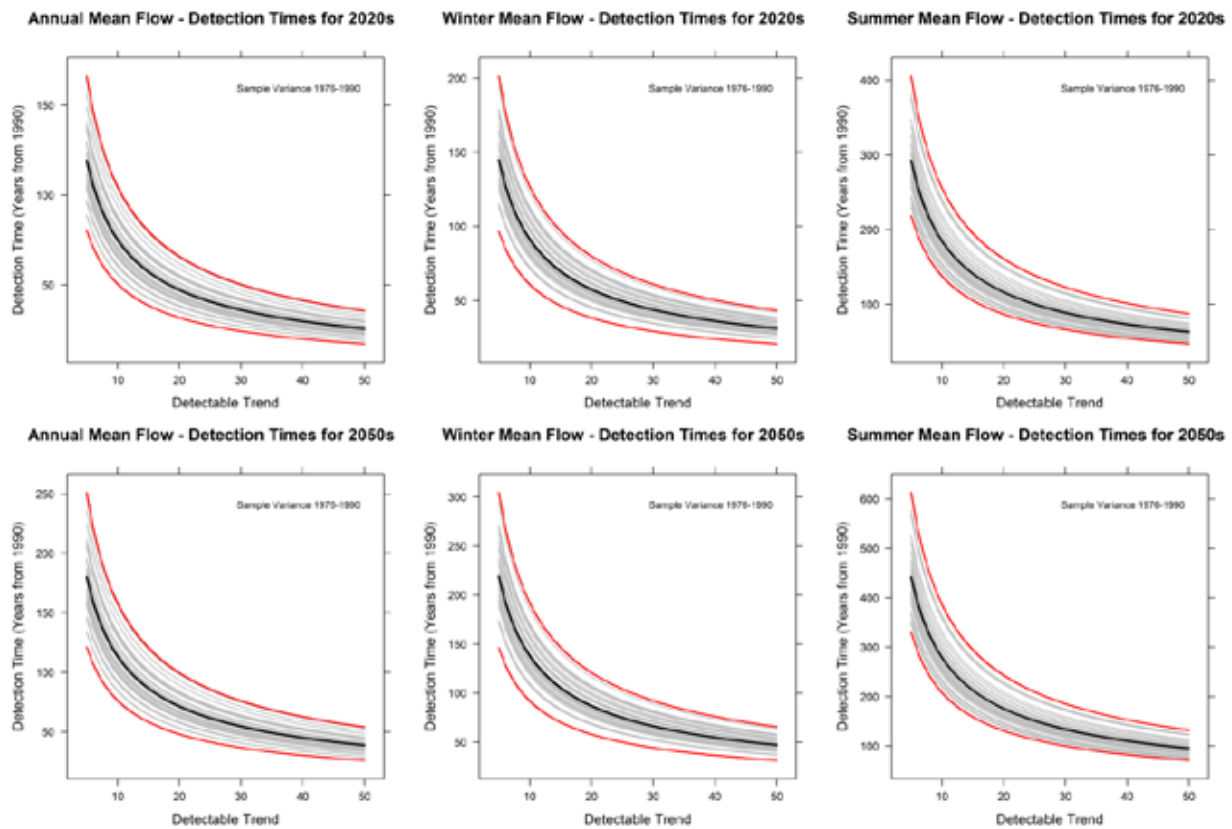 Annual Mean Flow - Detection Times for 2020s
Winter Mean Flow - Detection Times for 2020s
Summer Mean Flow - Detection Times for 2020s
Detection Time (Years from 1990)
150
100
50
Sample Variance 1976-1990
10 20 30 40 50
Detectable Trend
Detection Time (Years from 1990)
200
150
100
50
Sample Variance 1976-1990
10 20 30 40 50
Detectable Trend
Detection Time (Years from 1990)
400
300
200
100
Sample Variance 1976-1990
10 20 30 40 50
Detectable Trend
Annual Mean Flow - Detection Times for 2050s
Winter Mean Flow - Detection Times for 2050s
Summer Mean Flow - Detection Times for 2050s
Detection Time (Years from 1990)
250
200
150
100
50
Sample Variance 1976-1990
10 20 30 40 50
Detectable Trend
Detection Time (Years from 1990)
300
250
200
150
100
50
Sample Variance 1976-1990
10 20 30 40 50
Detectable Trend
Detection Time (Years from 1990)
600
500
400
300
200
100
Sample Variance 1976-1990
10 20 30 40 50
Detectable Trend